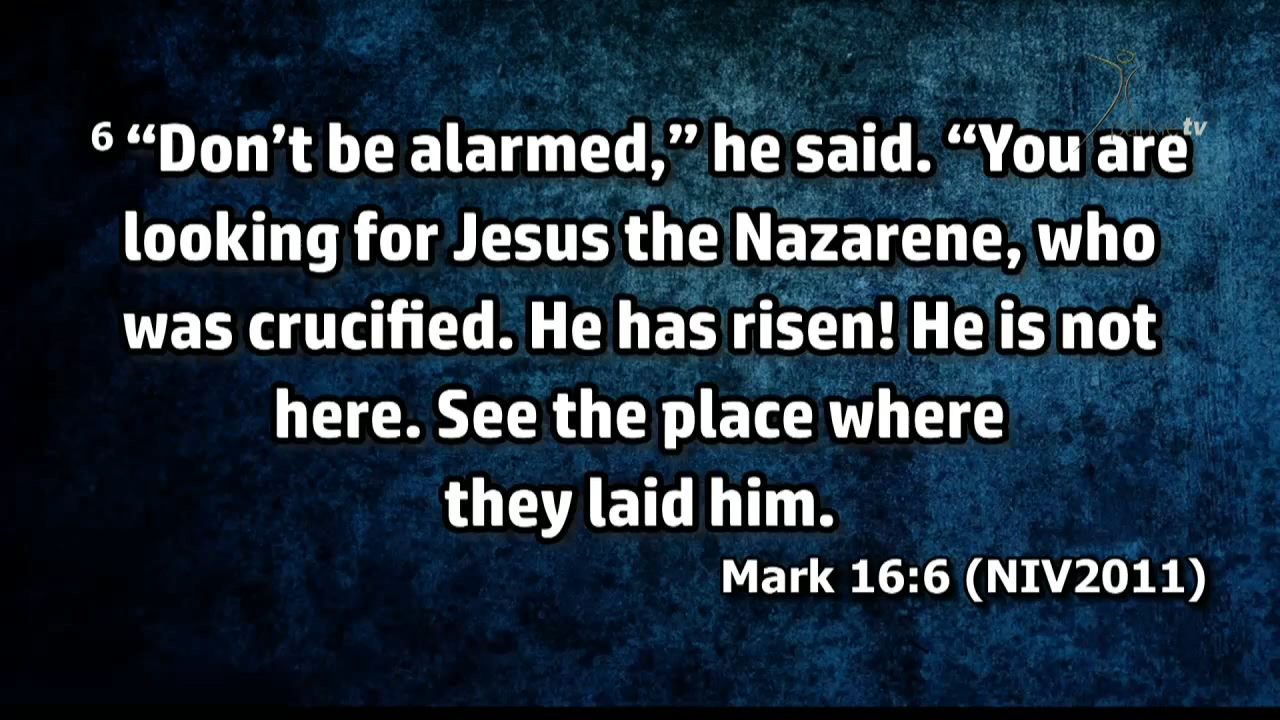 6 “Don’t be alarmed,” he said. “You are
looking for Jesus the Nazarene, who
was crucified. He has risen! He is not
here. See the place where
they laid him.
Mark 16:6 (NIV2011)
tv